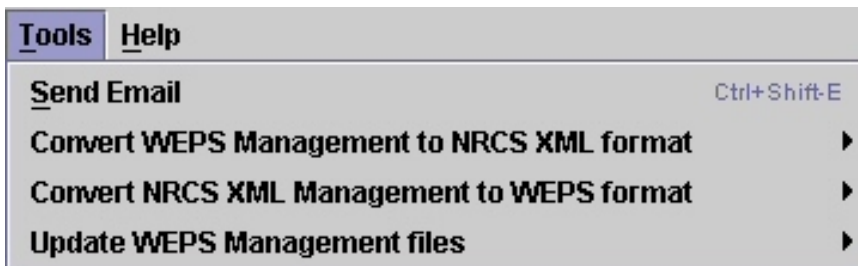 Tools Help
Send Email Ctrl+Shift-E
Convert WEPS Management to NRCS XML format
Convert NRCS XML Management to WEPS format
Update WEPS Management files